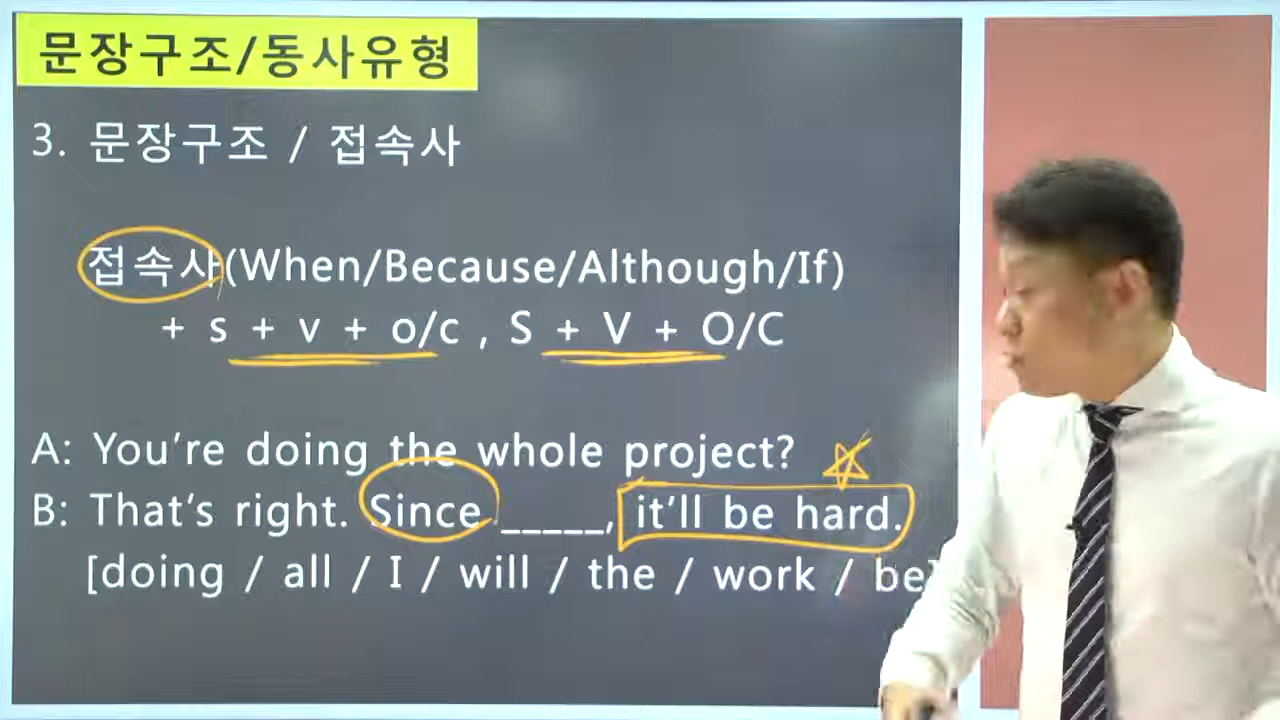 문장구조/동사유형
3. 문장구조 / 접속사
접속사(When/Because/Although/If)
+ s + v + o/c , S + V + O/C
A: You're doing the whole project?
B: That's right. Since _____, it'll be hard.
[doing / all / I / will / the / work / be]